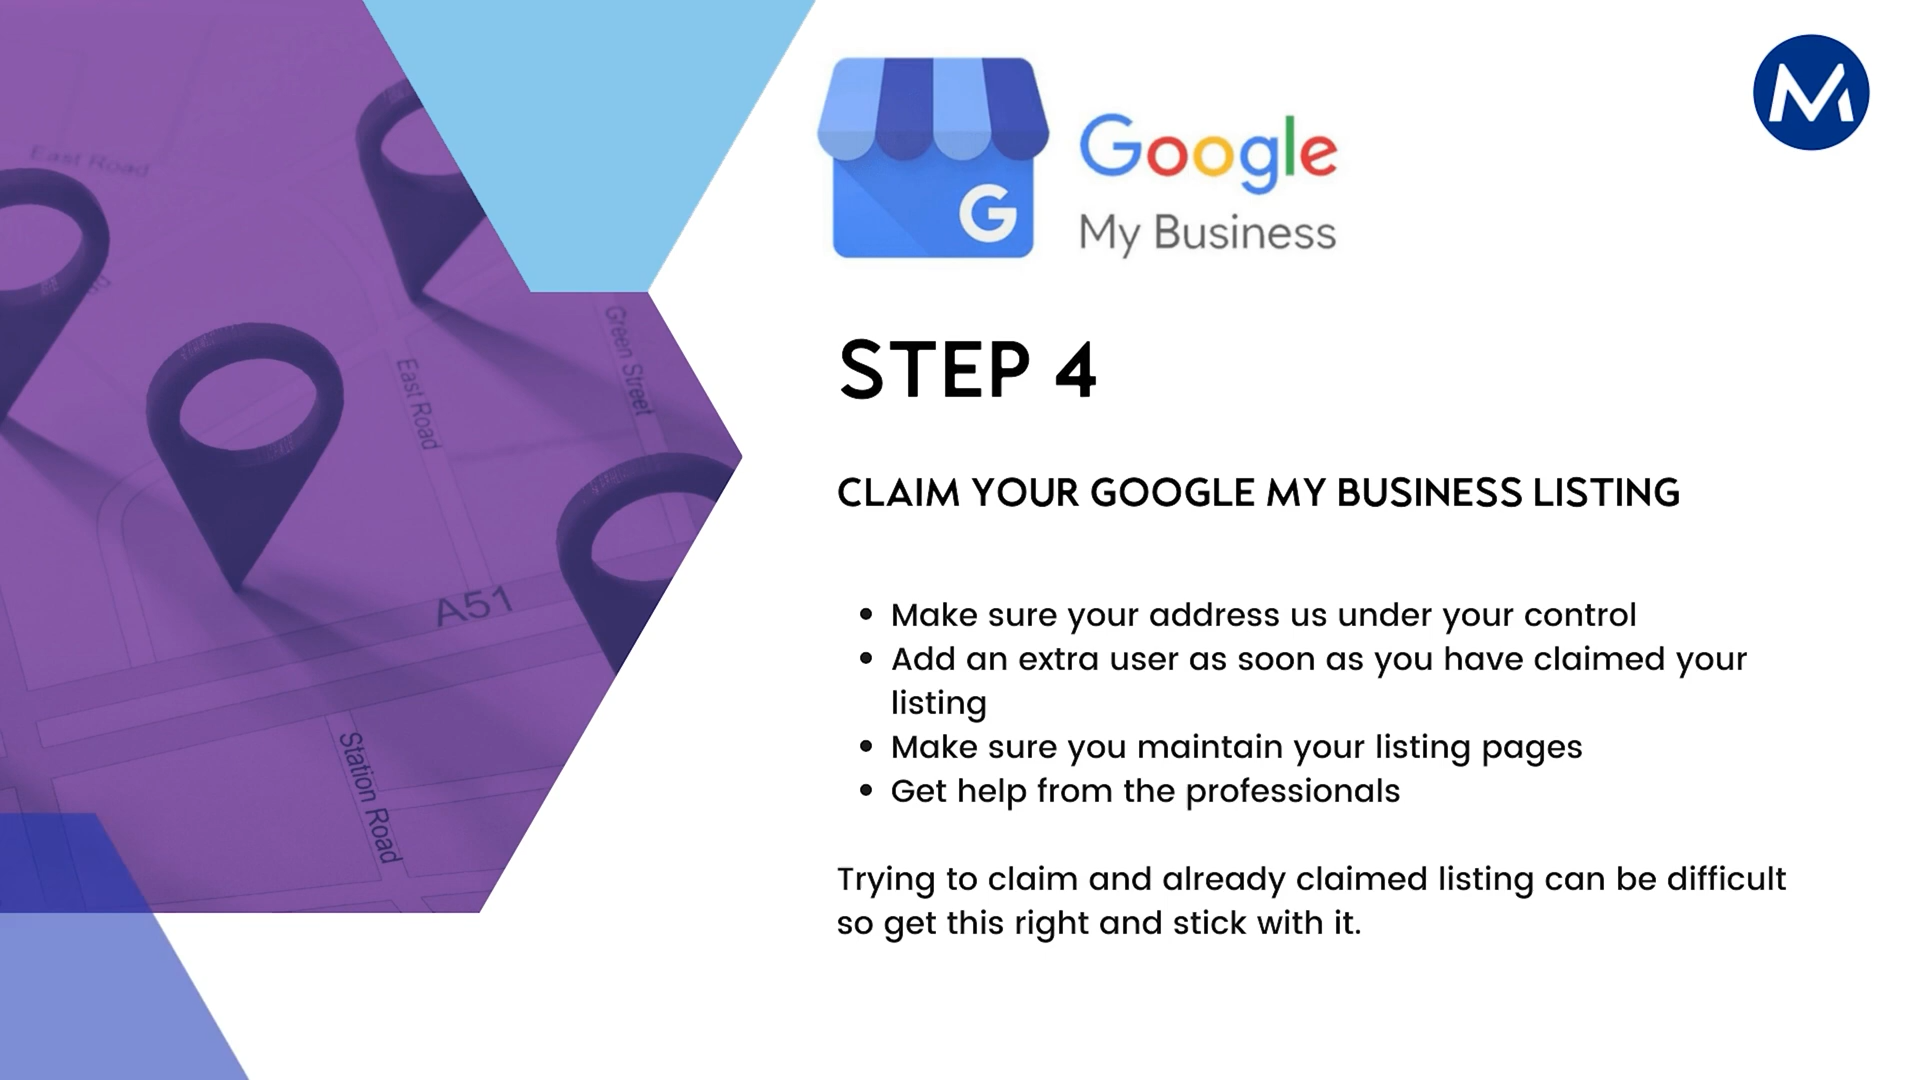 Google
My Business
STEP 4
CLAIM YOUR GOOGLE MY BUSINESS LISTING
• Make sure your address us under your control
• Add an extra user as soon as you have claimed your
listing
• Make sure you maintain your listing pages
• Get help from the professionals
Trying to claim and already claimed listing can be difficult
so get this right and stick with it.
East Road
East Road
Green Street
A51
Station Road
G
M